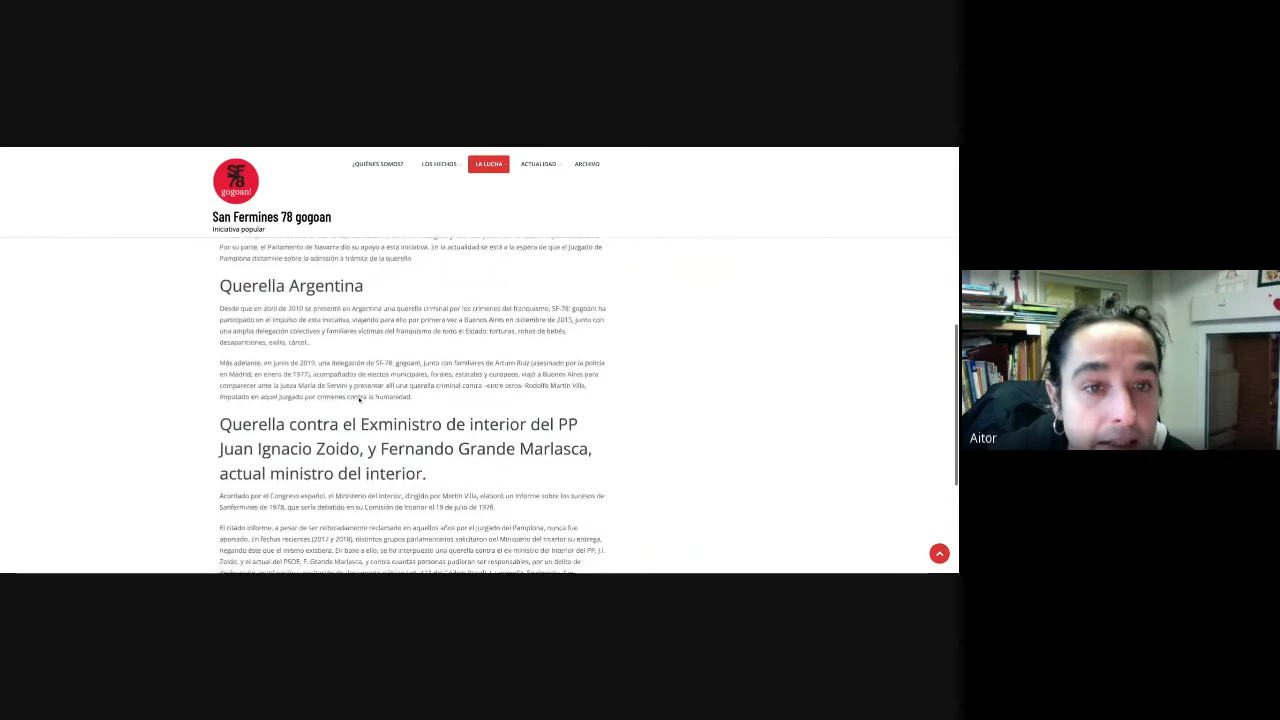 SF
78
gogoan!
¿QUIÉNES SOMOS?
LOS HECHOS
LA LUCHA
ACTUALIDAD
ARCHIVO
San Fermines 78 gogoan
Iniciativa popular
Por su parte, el Parlamento de Navarra dio su apoyo a esta iniciativa. En la actualidad se está a la espera de que el Juzgado de
Pamplona dictamine sobre la admisión a trámite de la querella.
Querella Argentina
Desde que en abril de 2010 se presentó en Argentina una querella criminal por los crímenes del franquismo, SF-78: gogoan! ha
participado en el impulso de esta iniciativa, viajando para ello por primera vez a Buenos Aires en diciembre de 2013, junto con
una amplia delegación colectivos y familiares víctimas del franquismo de todo el Estado: torturas, robos de bebés,
desapariciones, exilio, cárcel...
Más adelante, en junio de 2019, una delegación de SF-78: gogoan!, junto con familiares de Arturo Ruiz (asesinado por la policía
en Madrid, en enero de 1977), acompañados de electos municipales, forales, estatales y europeos, viajó a Buenos Aires para
comparecer ante la jueza María de Servini y presentar allí una querella criminal contra -entre otros- Rodolfo Martín Villa,
imputado en aquel Juzgado por crímenes contra la humanidad.
Querella contra el Exministro de interior del PP
Juan Ignacio Zoido, y Fernando Grande Marlasca,
actual ministro del interior.
Acordado por el Congreso español, el Ministerio del Interior, dirigido por Martín Villa, elaboró un Informe sobre los sucesos de
Sanfermines de 1978, que sería debatido en su Comisión de Interior el 19 de julio de 1978.
El citado informe, a pesar de ser reiteradamente reclamado en aquellos años por el Juzgado del Pamplona, nunca fue
aportado. En fechas recientes (2017 y 2018), distintos grupos parlamentarios solicitaron del Ministerio del Interior su entrega,
negando éste que el mismo existiera. En base a ello, se ha interpuesto una querella contra el ex-ministro del Interior del PP, J.I.
Zoido, y el actual del PSOE, F. Grande Marlasca, y contra cuantas personas pudieran ser responsables, por un delito de
Aitor